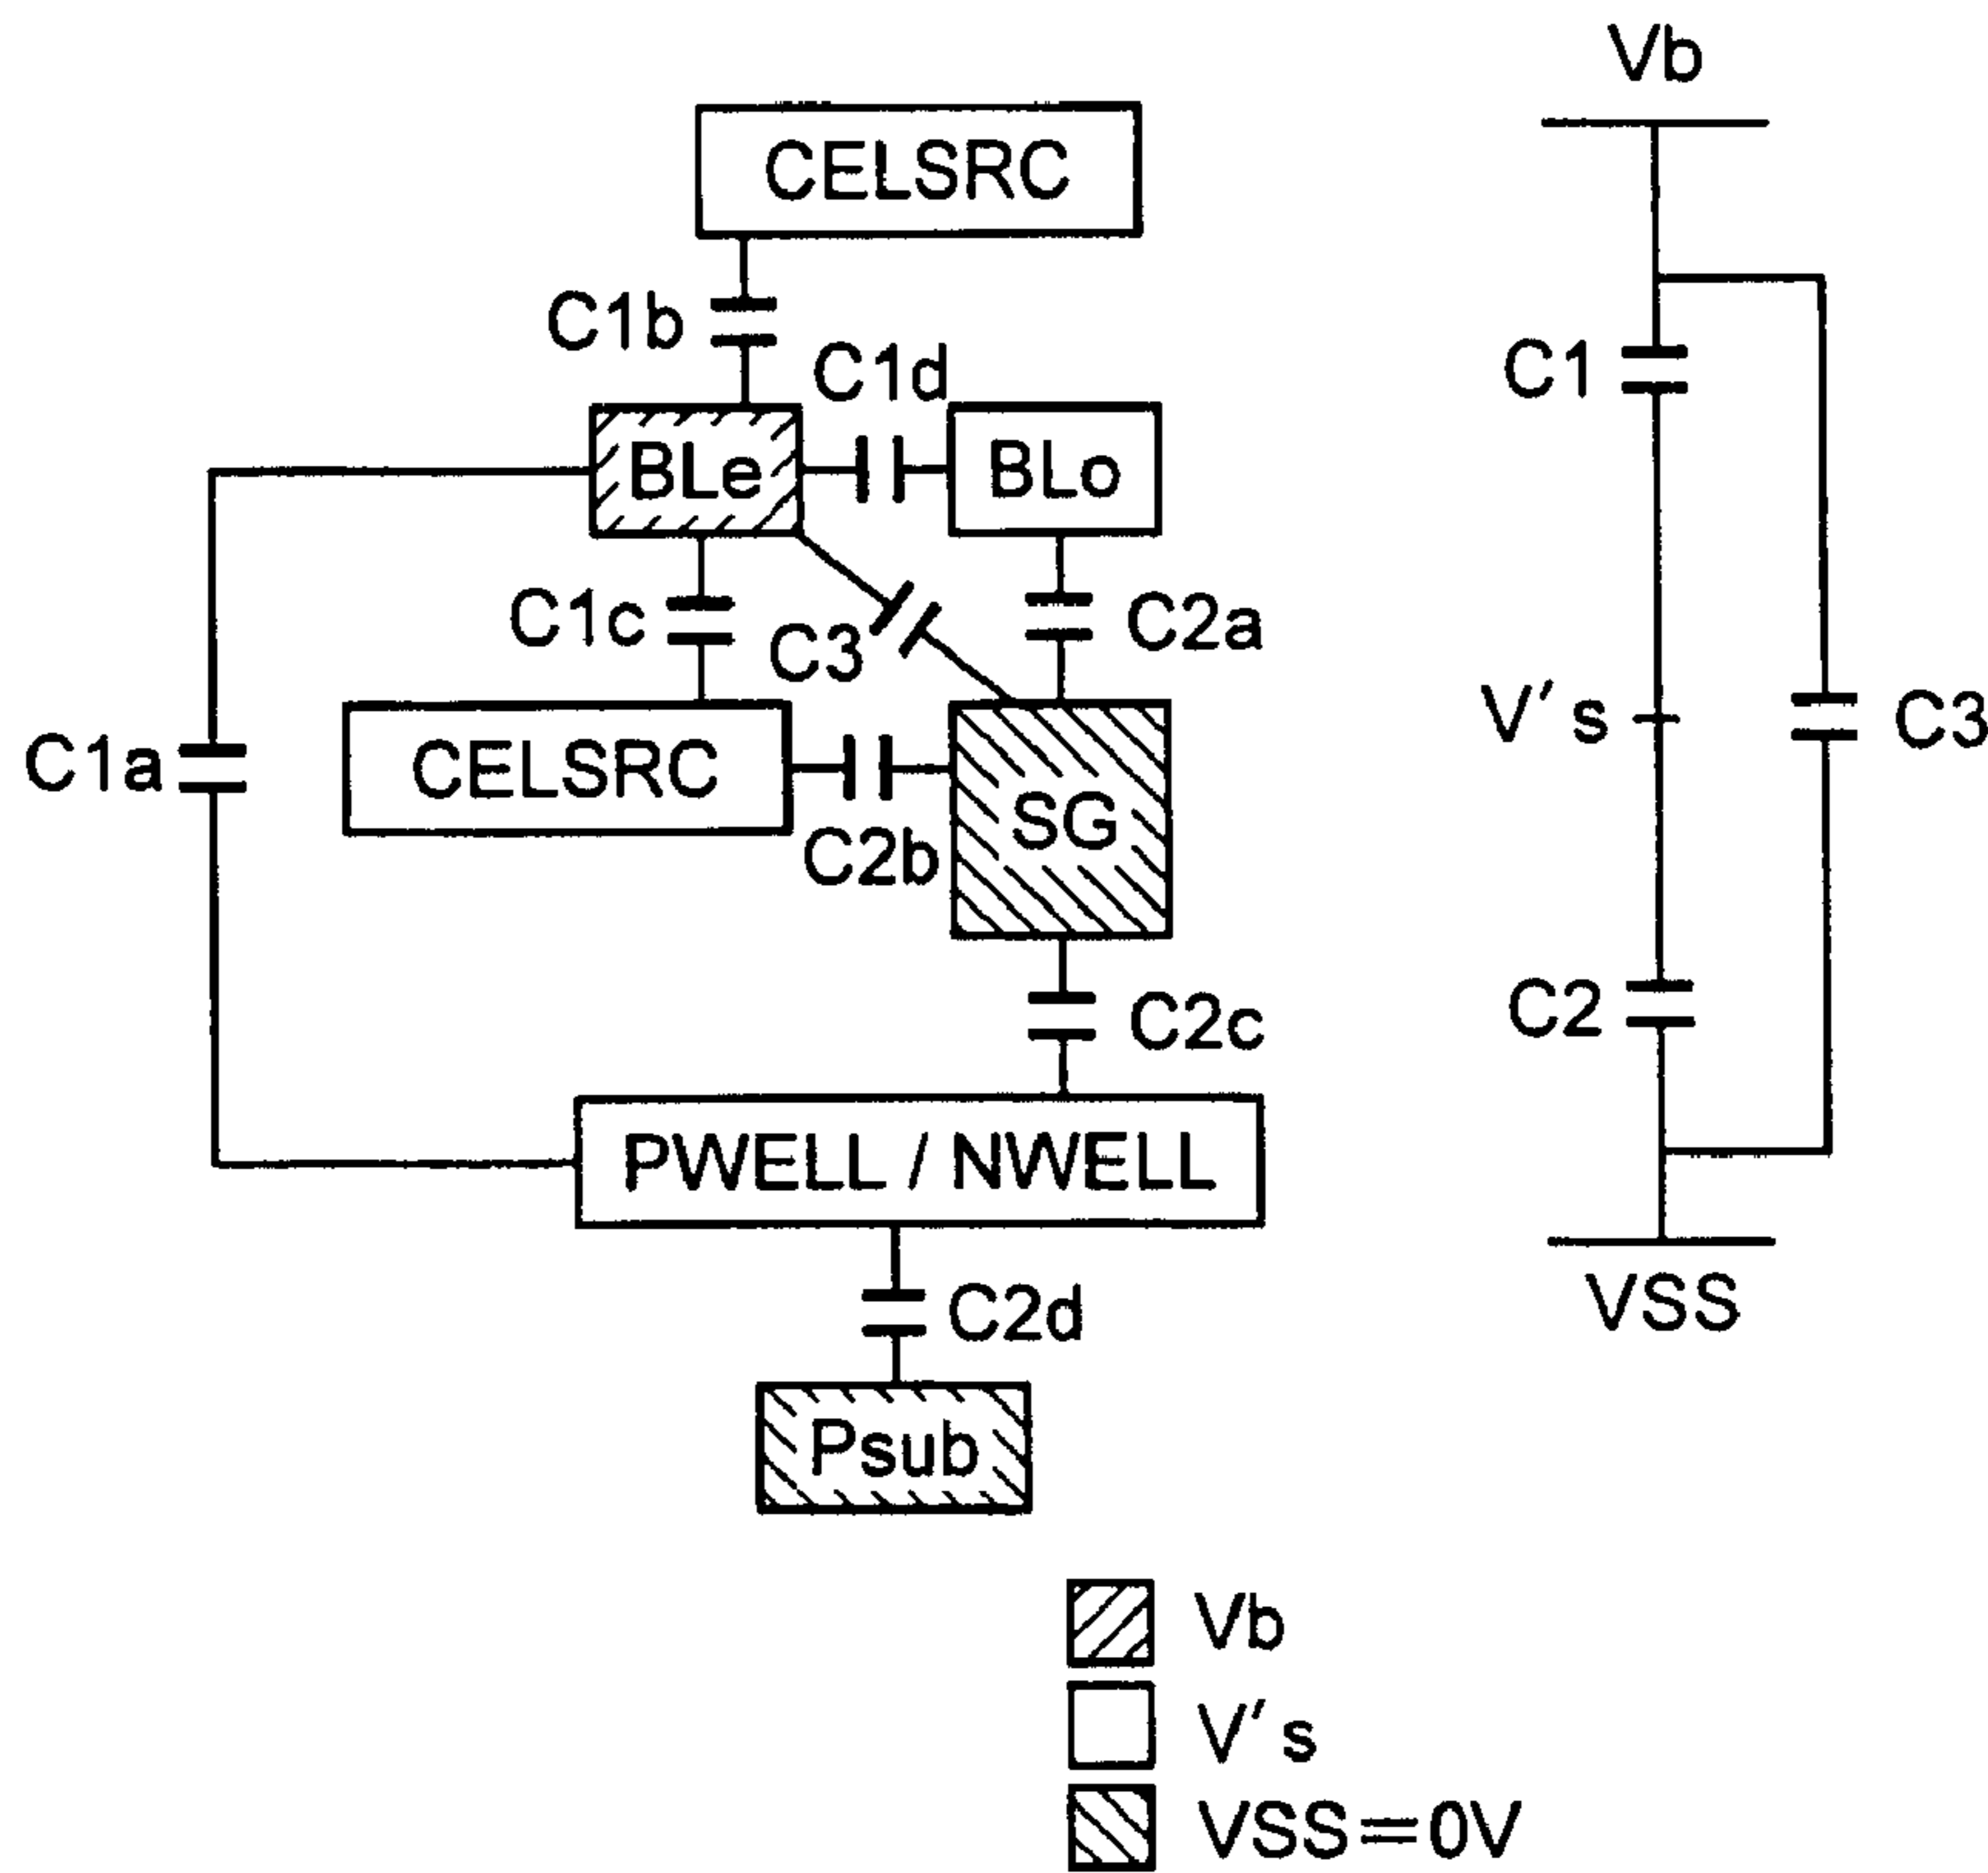 Vb
CELSRC
C1b
C1d
C1
BLe
BLo
C1c
C3
C2a
V's
C3
C1a
CELSRC
C2b
SG
C2c
C2
PWELL / NWELL
VSS
C2d
Psub
Vb
V's
VSS=0V